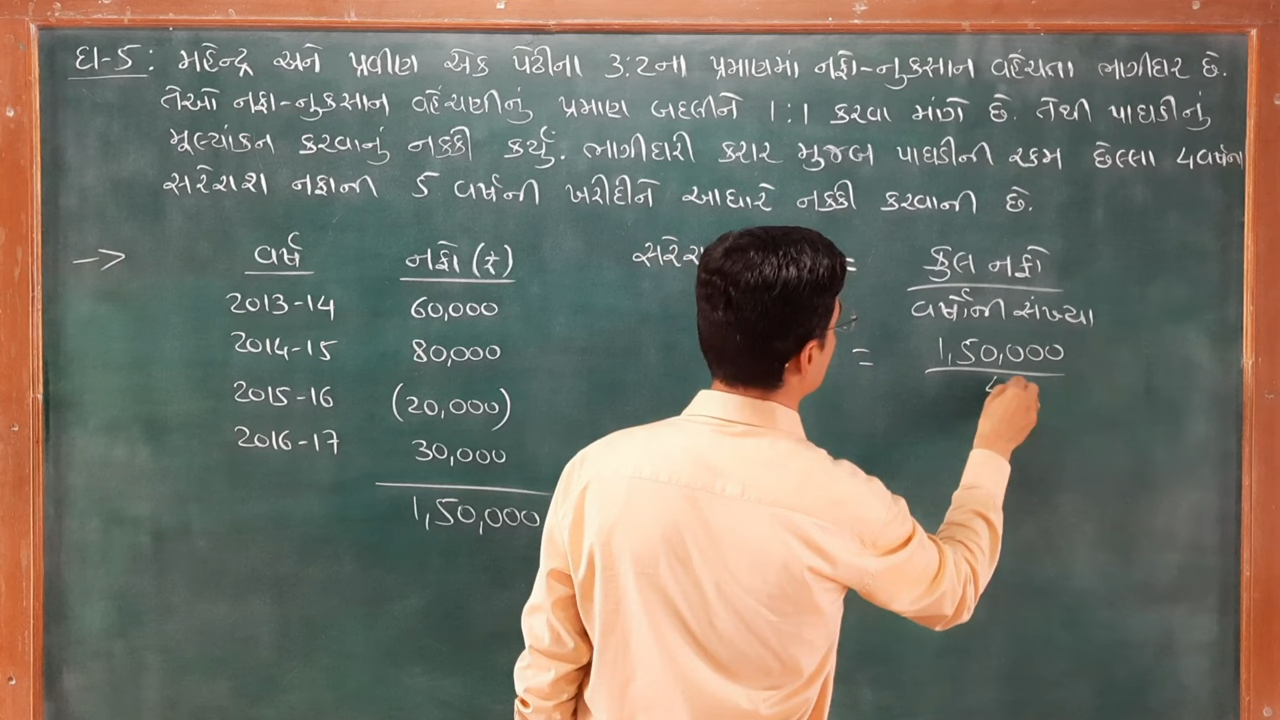 દા-5: મહેન્દ્ર અને પ્રવીણ એક પેઢીના 3:2ના પ્રમાણમાં નફો-નુકસાન વહેંચતા ભાગીદાર છે.
તેઓ નફા-નુકસાન વહેંચણીનું પ્રમાણ બદલીને 1:1 કરવા માંગે છે. તેથી પાઘડીનું
મૂલ્યાંકન કરવાનું નક્કી કર્યું. ભાગીદારી કરાર મુજબ પાઘડીની રકમ છેલ્લા 4 વર્ષના
સરેરાશ નફાની 5 વર્ષની ખરીદીને આધારે નક્કી કરવાની છે.
→ વર્ષ નફો (₹)
2013-14 60,000
2014-15 80,000
2015-16 (20,000)
2016-17 30,000
1,50,000
= કુલ નફો
વર્ષોની સંખ્યા
= 1,50,000